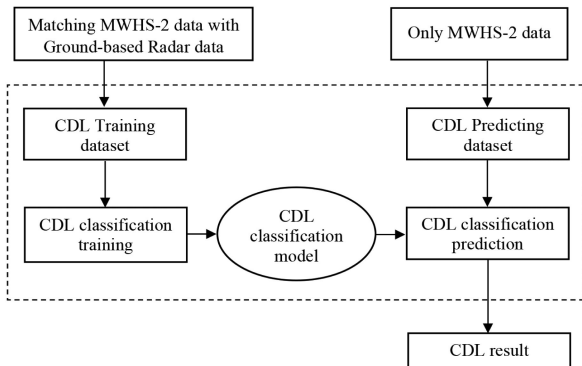 Matching MWHS-2 data with
Ground-based Radar data
Only MWHS-2 data
CDL Training
dataset
CDL Predicting
dataset
CDL classification
training
CDL
classification
model
CDL classification
prediction
CDL result